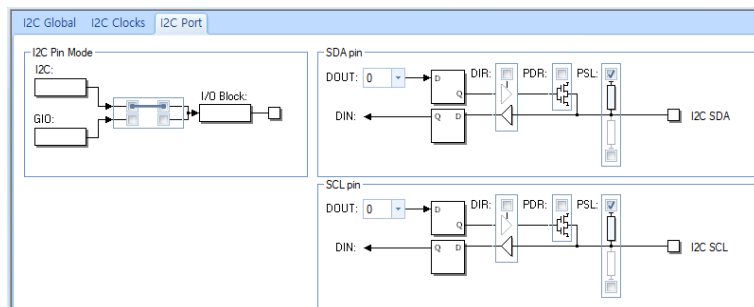 I2C Global I2C Clocks I2C Port
I2C Pin Mode
I2C:
I/O Block:
GIO:
SDA pin
DOUT: 0 D Q DIR: PDR: PSL:
DIN: Q D I2C SDA
SCL pin
DOUT: 0 D Q DIR: PDR: PSL:
DIN: Q D I2C SCL